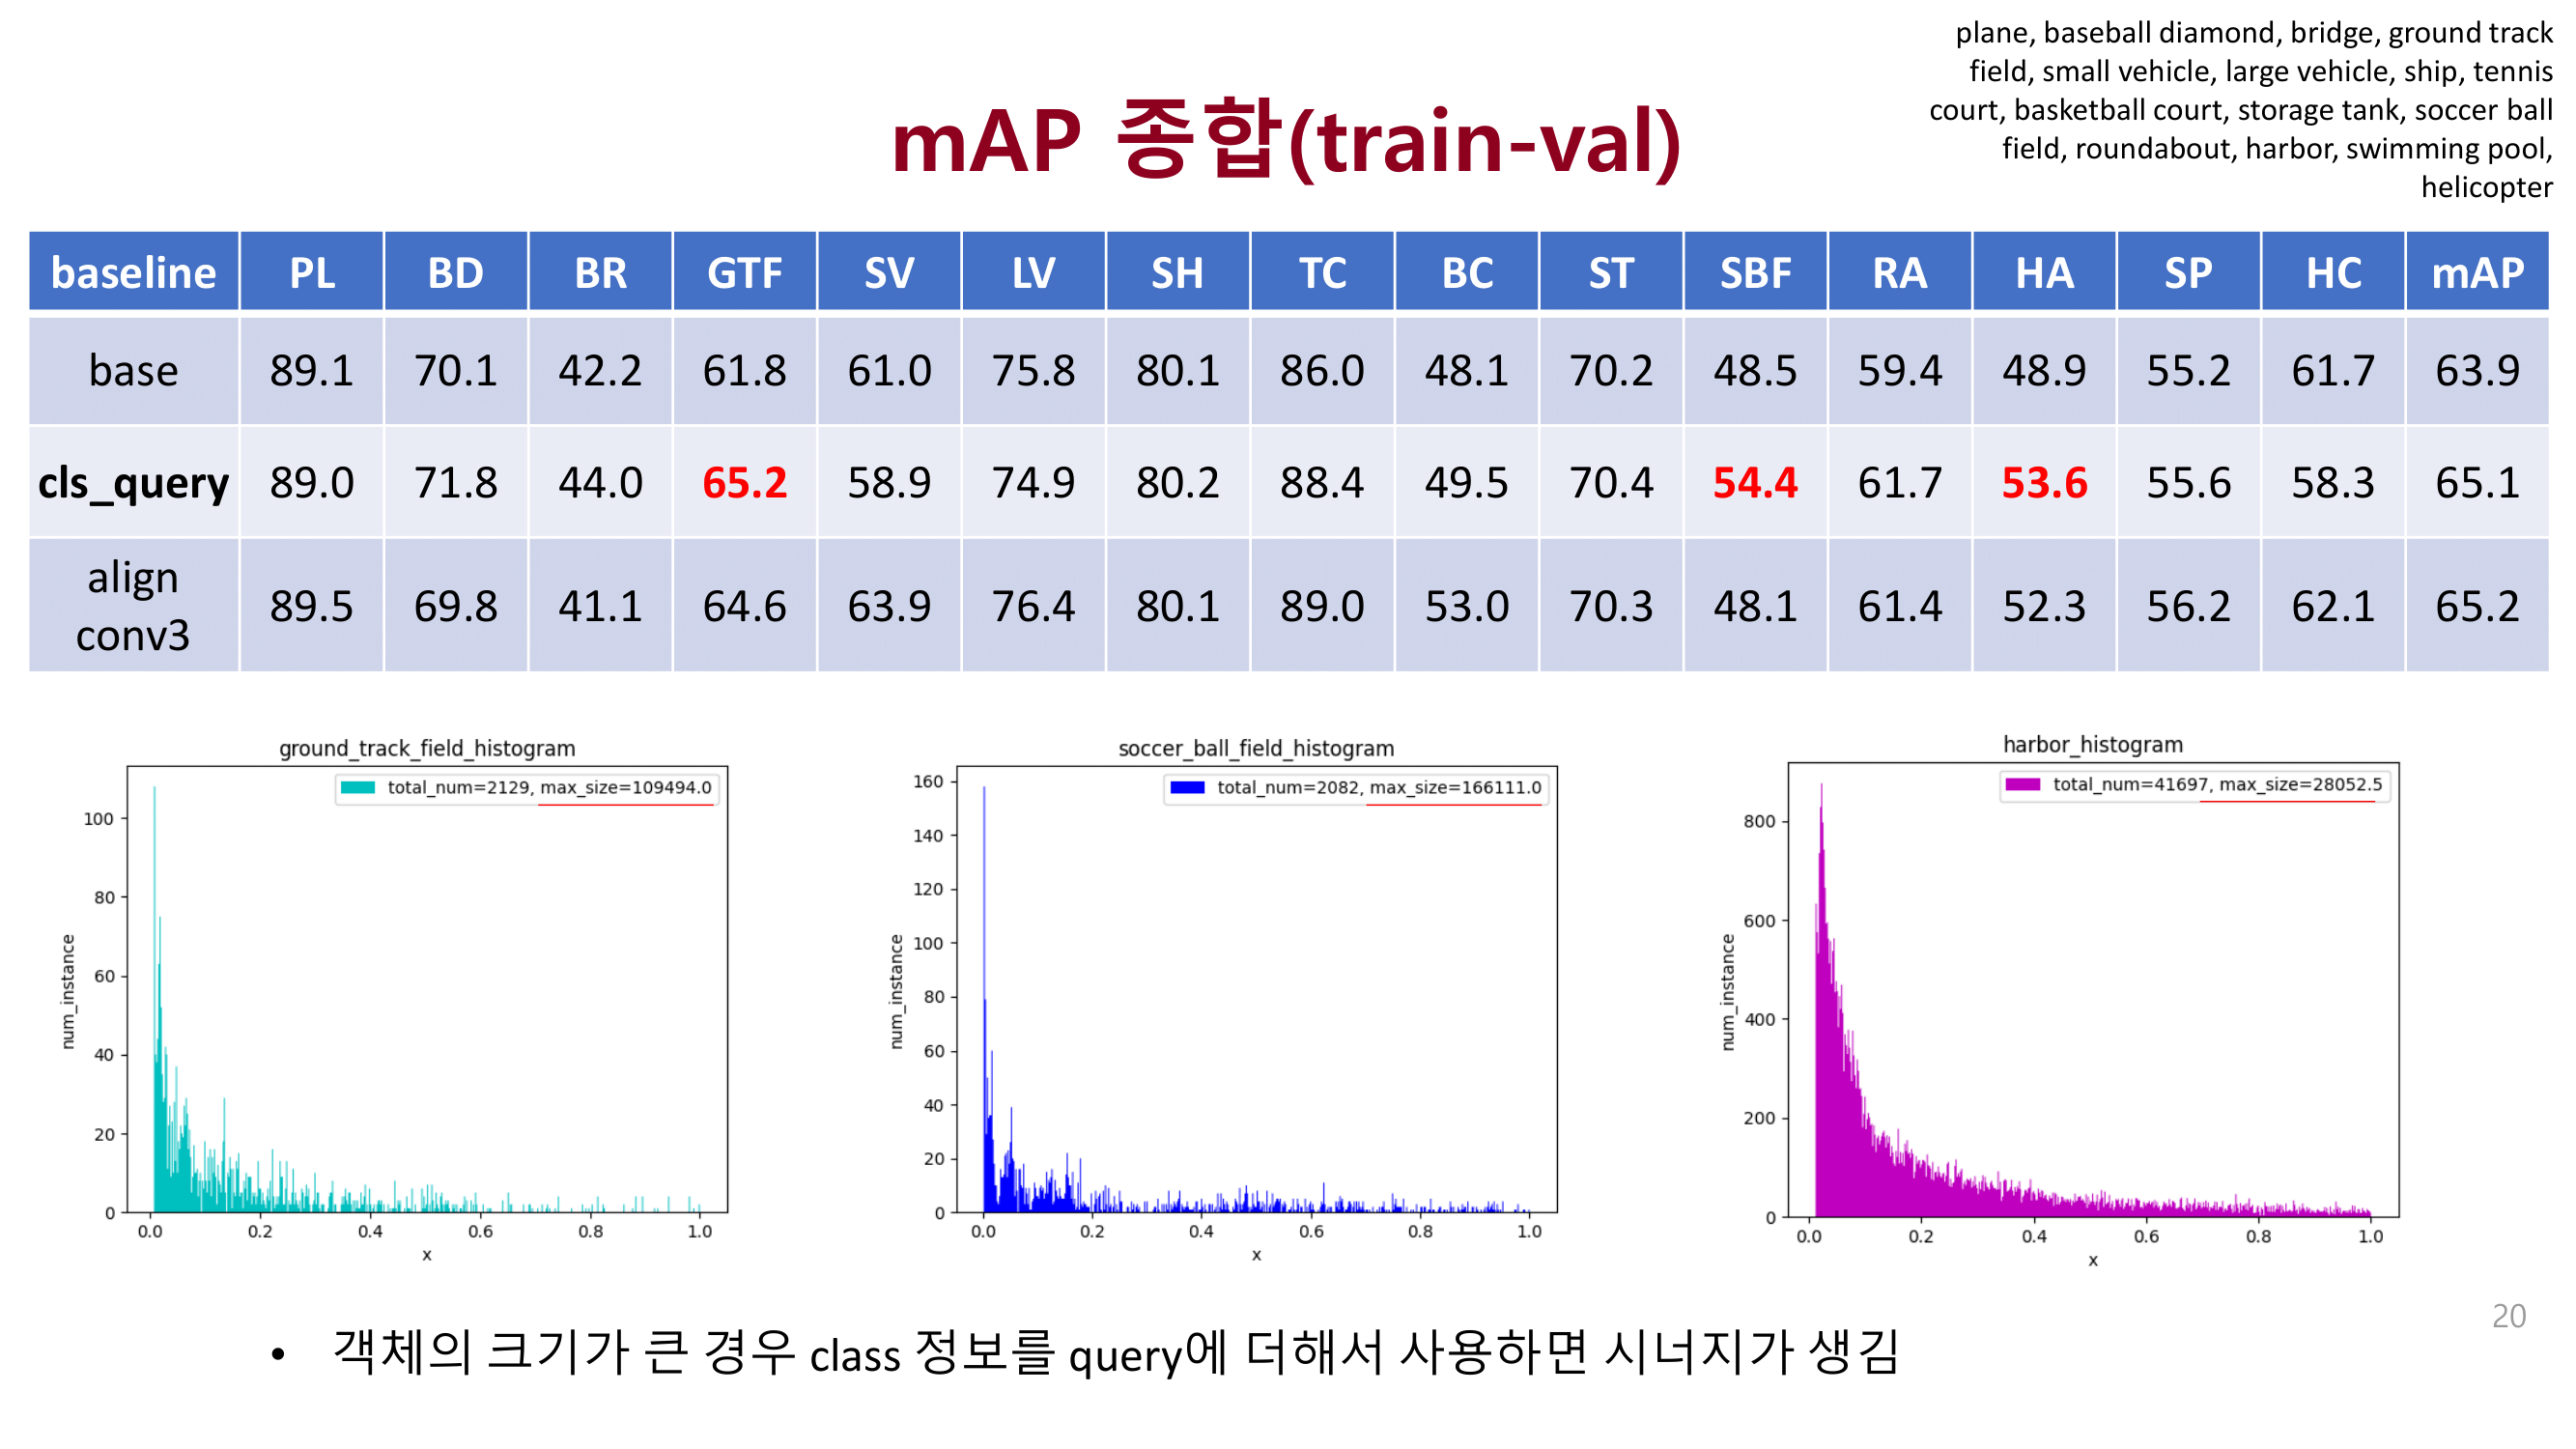 plane, baseball diamond, bridge, ground track
field, small vehicle, large vehicle, ship, tennis
court, basketball court, storage tank, soccer ball
field, roundabout, harbor, swimming pool,
helicopter
mAP 종합(train-val)
baseline PL BD BR GTF SV LV SH TC BC ST SBF RA HA SP HC mAP
base 89.1 70.1 42.2 61.8 61.0 75.8 80.1 86.0 48.1 70.2 48.5 59.4 48.9 55.2 61.7 63.9
cls_query 89.0 71.8 44.0 65.2 58.9 74.9 80.2 88.4 49.5 70.4 54.4 61.7 53.6 55.6 58.3 65.1
align
conv3 89.5 69.8 41.1 64.6 63.9 76.4 80.1 89.0 53.0 70.3 48.1 61.4 52.3 56.2 62.1 65.2
ground_track_field_histogram
total_num=2129, max_size=109494.0
num_instance
100
80
60
40
20
0
0.0 0.2 0.4 0.6 0.8 1.0
x
soccer_ball_field_histogram
total_num=2082, max_size=166111.0
num_instance
160
140
120
100
80
60
40
20
0
0.0 0.2 0.4 0.6 0.8 1.0
x
harbor_histogram
total_num=41697, max_size=28052.5
num_instance
800
600
400
200
0
0.0 0.2 0.4 0.6 0.8 1.0
x
20
• 객체의 크기가 큰 경우 class 정보를 query에 더해서 사용하면 시너지가 생김